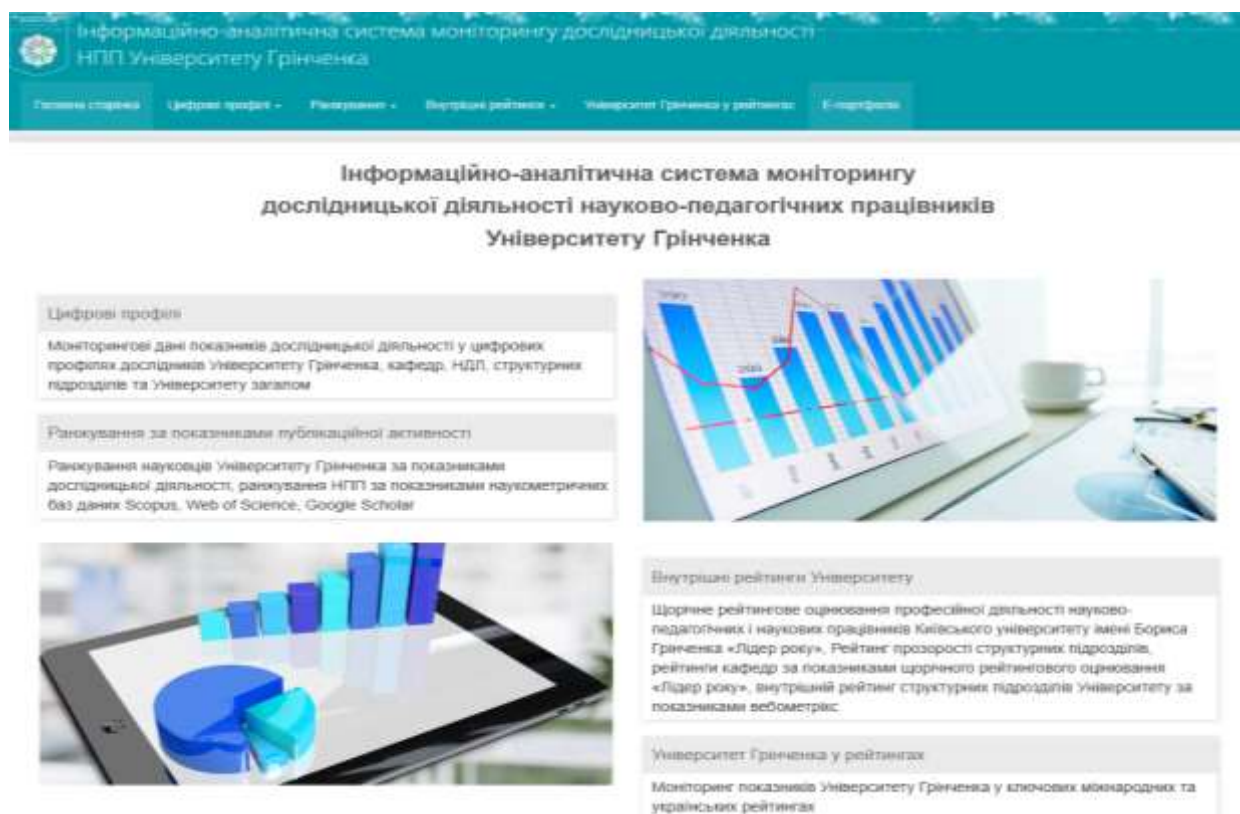 Інформаційно-аналітична система моніторингу дослідницької діяльності
НПП Університету Грінченка
Головна сторінка Цифрові профілі Ранжування Внутрішні рейтинги Університет Грінченка у рейтингах Е-портфоліо
Інформаційно-аналітична система моніторингу
дослідницької діяльності науково-педагогічних працівників
Університету Грінченка
Цифрові профілі
Моніторингові дані показників дослідницької діяльності у цифрових
профілях дослідників Університету Грінченка, кафедр, НДЛ, структурних
підрозділів та Університету загалом
Ранжування за показниками публікаційної активності
Ранжування науковців Університету Грінченка за показниками
дослідницької діяльності, ранжування НПП за показниками наукометричних
баз даних Scopus, Web of Science, Google Scholar
Внутрішні рейтинги Університету
Щорічне рейтингове оцінювання професійної діяльності науково-
педагогічних і наукових працівників Київського університету імені Бориса
Грінченка «Лідер року», Рейтинг прозорості структурних підрозділів,
рейтинги кафедр за показниками щорічного рейтингового оцінювання
«Лідер року», внутрішній рейтинг структурних підрозділів Університету за
показниками вебометрікс
Університет Грінченка у рейтингах
Моніторинг показників Університету Грінченка у ключових міжнародних та
українських рейтингах